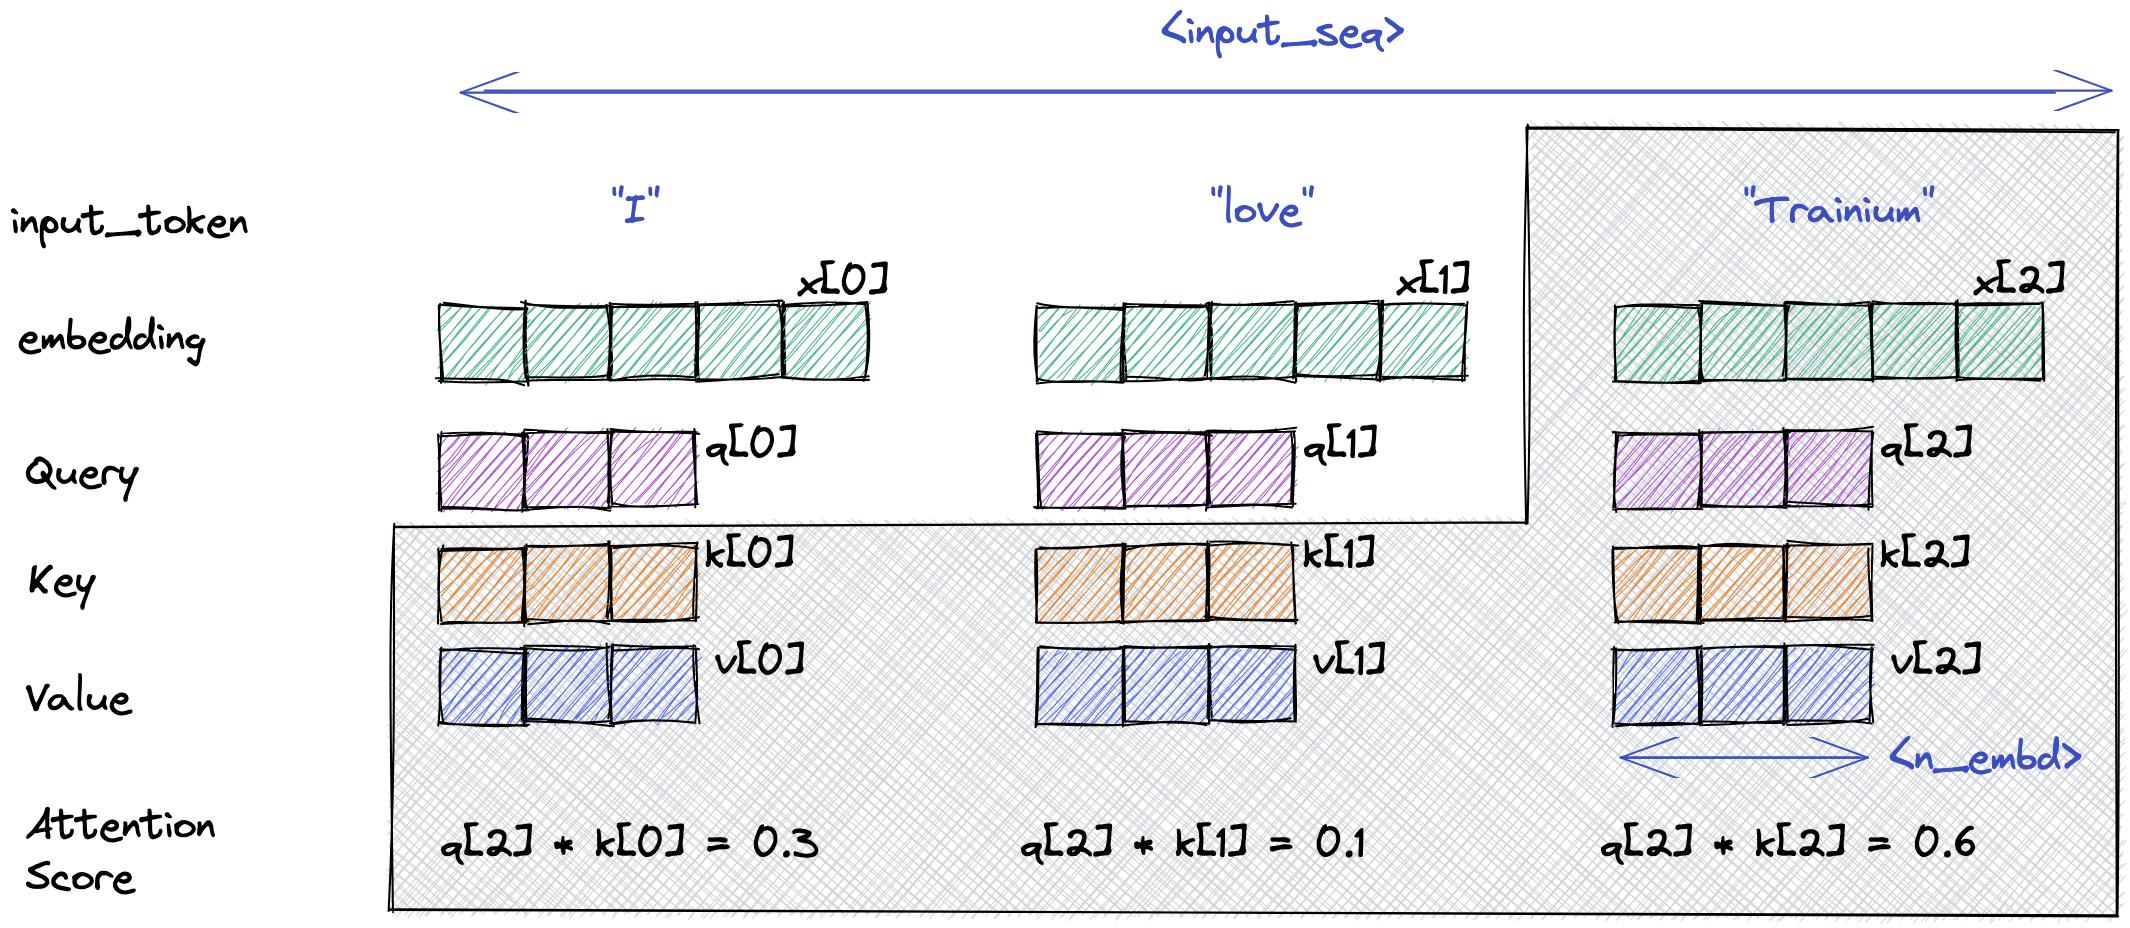 <input_seq>
input_token "I" "love" "Trainium"
x[0] x[1] x[2]
embedding
q[0] q[1] q[2]
Query
k[0] k[1] k[2]
Key
v[0] v[1] v[2]
Value
<n_embd>
Attention
Score
q[2] * k[0] = 0.3 q[2] * k[1] = 0.1 q[2] * k[2] = 0.6